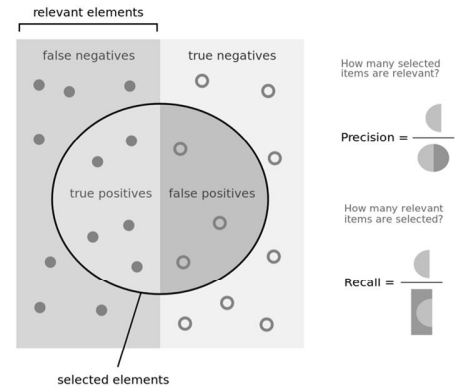 relevant elements
false negatives
true negatives
How many selected
items are relevant?
Precision =
true positives
false positives
How many relevant
items are selected?
Recall =
selected elements